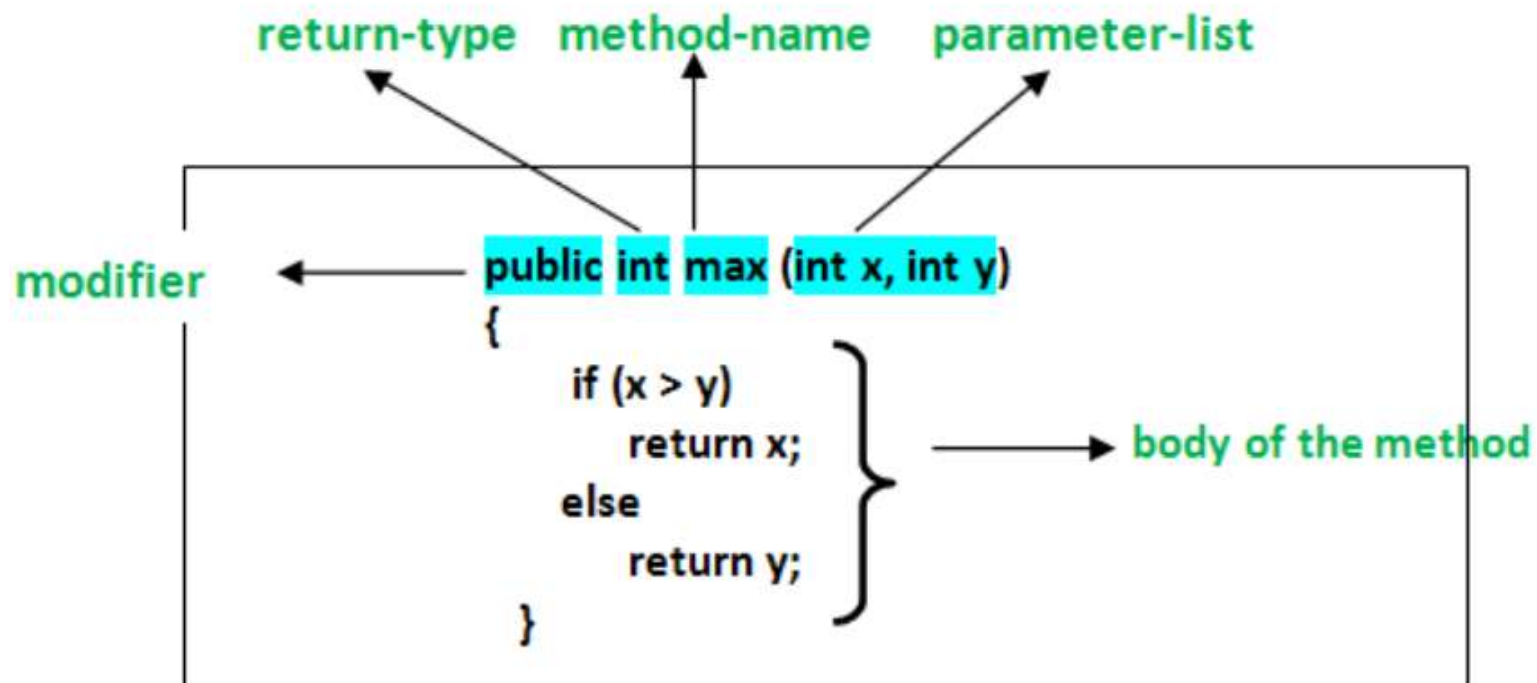 return-type method-name parameter-list
modifier public int max (int x, int y)
{
if (x > y)
return x;
else
return y;
}
body of the method